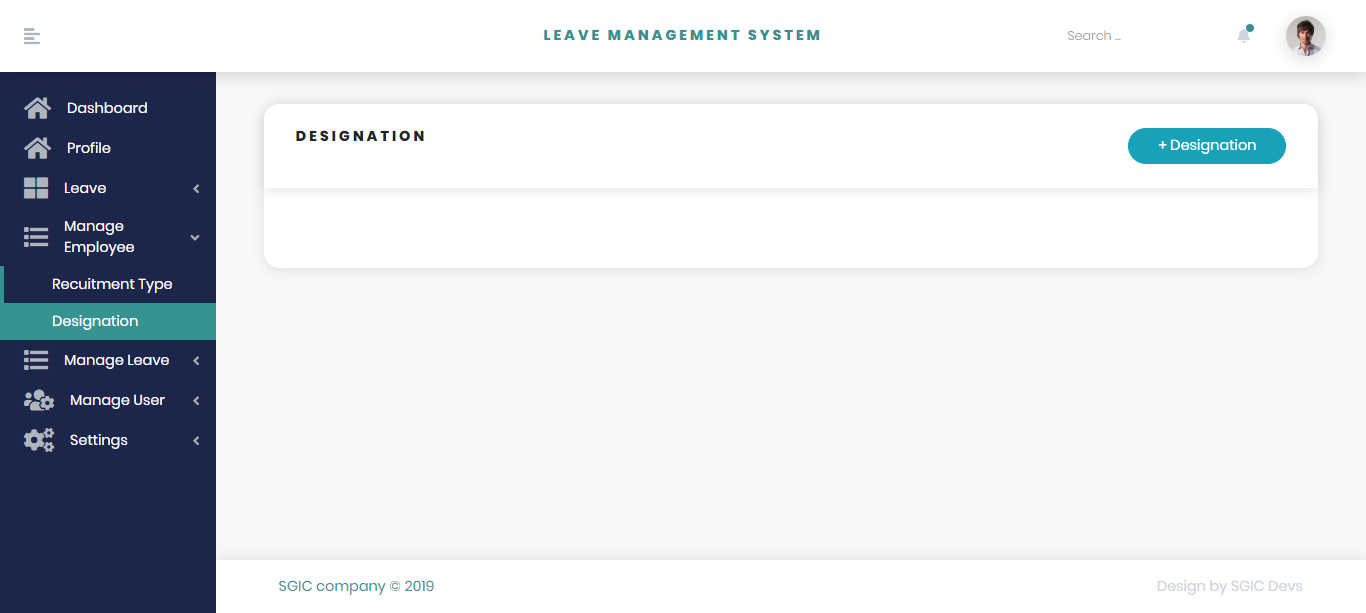 LEAVE MANAGEMENT SYSTEM
Search ...
Dashboard
Profile
Leave
Manage
Employee
Recuitment Type
Designation
Manage Leave
Manage User
Settings
DESIGNATION
+ Designation
SGIC company © 2019
Design by SGIC Devs